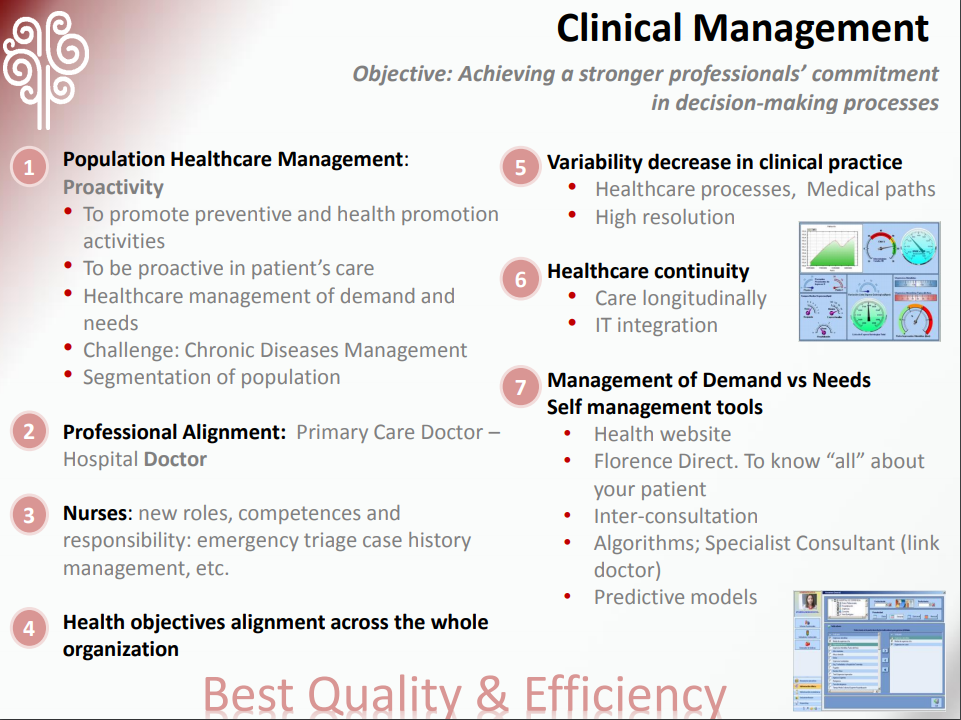 Clinical Management
Objective: Achieving a stronger professionals’ commitment
in decision-making processes
1
Population Healthcare Management:
Proactivity
• To promote preventive and health promotion
activities
• To be proactive in patient’s care
• Healthcare management of demand and
needs
• Challenge: Chronic Diseases Management
• Segmentation of population
2
Professional Alignment: Primary Care Doctor –
Hospital Doctor
3
Nurses: new roles, competences and
responsibility: emergency triage case history
management, etc.
4
Health objectives alignment across the whole
organization
5
Variability decrease in clinical practice
• Healthcare processes, Medical paths
• High resolution
6
Healthcare continuity
• Care longitudinally
• IT integration
7
Management of Demand vs Needs
Self management tools
• Health website
• Florence Direct. To know “all” about
your patient
• Inter-consultation
• Algorithms; Specialist Consultant (link
doctor)
• Predictive models
Best Quality & Efficiency